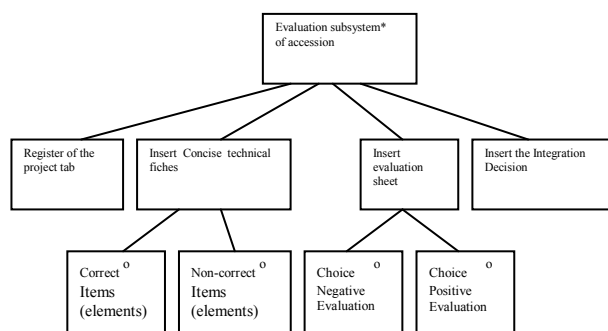 Evaluation subsystem*
of accession
Register of the
project tab
Insert Concise technical
fiches
Insert
evaluation
sheet
Insert the Integration
Decision
Correct o
Items
(elements)
Non-correct o
Items
(elements)
Choice o
Negative
Evaluation
Choice o
Positive
Evaluation